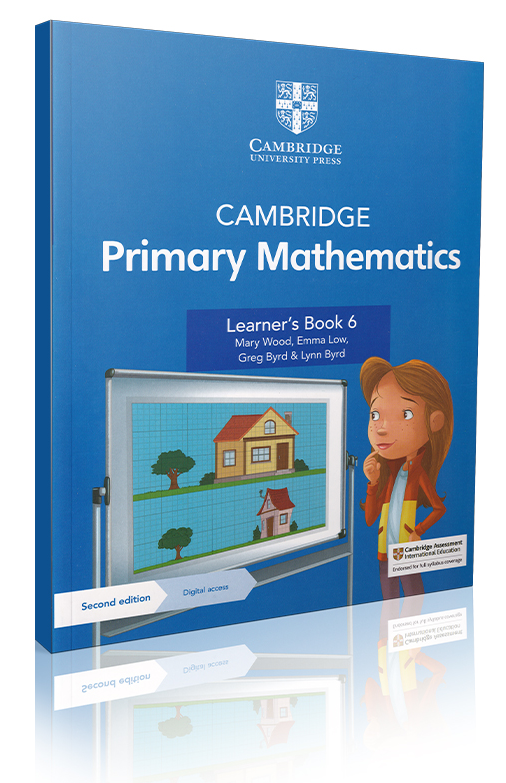 CAMBRIDGE
UNIVERSITY PRESS
CAMBRIDGE
Primary Mathematics
Learner's Book 6
Mary Wood, Emma Low,
Greg Byrd & Lynn Byrd
Cambridge Assessment
International Education
Endorsed for full syllabus coverage
Second edition
Digital access